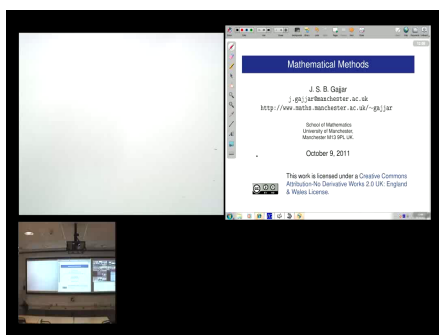 Mathematical Methods
J. S. B. Gajjar
j.gajjar@manchester.ac.uk
http://www.maths.manchester.ac.uk/~gajjar
School of Mathematics
University of Manchester,
Manchester M13 9PL UK.
October 9, 2011
This work is licensed under a Creative Commons
Attribution-No Derivative Works 2.0 UK: England
& Wales License.